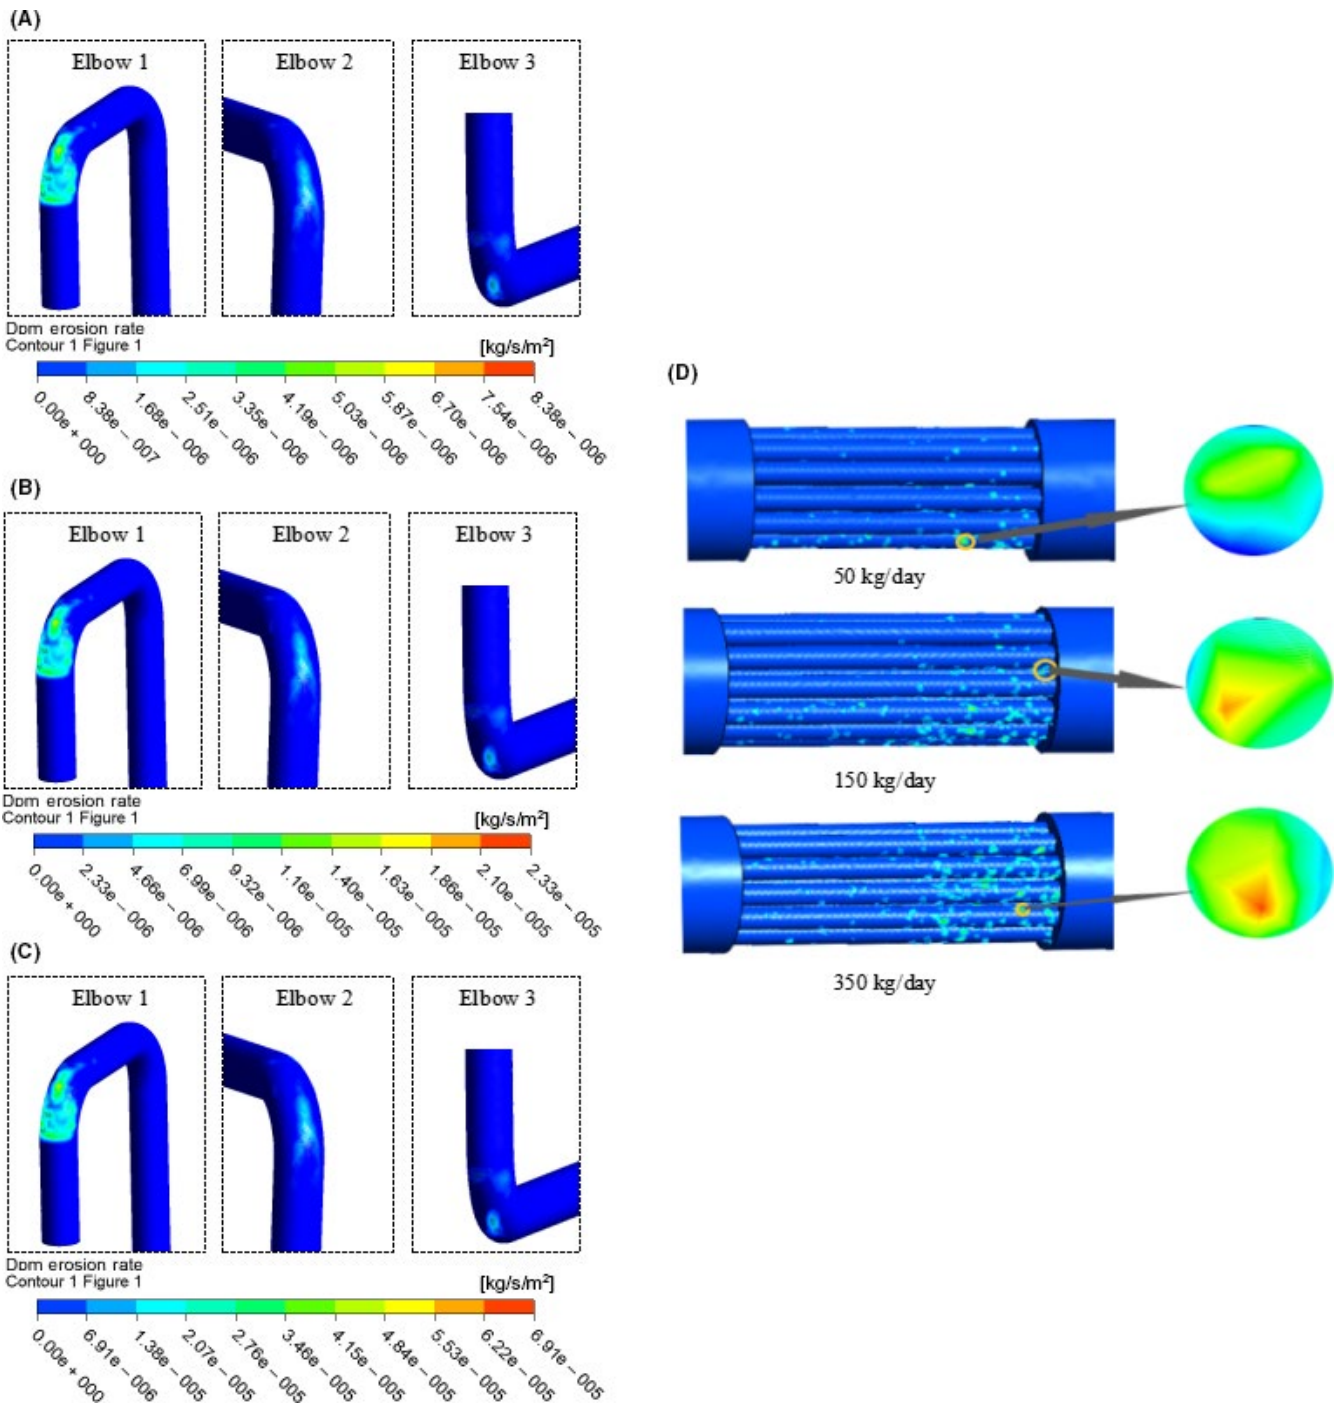 (A)
Elbow 1
Elbow 2
Elbow 3
Dpm erosion rate
Contour 1 Figure 1
[kg/s/m²]
0.00e+000
8.38e–007
1.68e–006
2.51e–006
3.35e–006
4.19e–006
5.03e–006
5.87e–006
6.70e–006
7.54e–006
8.38e–006
(B)
Elbow 1
Elbow 2
Elbow 3
Dpm erosion rate
Contour 1 Figure 1
[kg/s/m²]
0.00e+000
2.33e–006
4.66e–006
6.99e–006
9.32e–006
1.16e–005
1.40e–005
1.63e–005
1.86e–005
2.10e–005
2.33e–005
(C)
Elbow 1
Elbow 2
Elbow 3
Dpm erosion rate
Contour 1 Figure 1
[kg/s/m²]
0.00e+000
6.91e–006
1.38e–005
2.07e–005
2.76e–005
3.46e–005
4.15e–005
4.84e–005
5.53e–005
6.22e–005
6.91e–005
(D)
50 kg/day
150 kg/day
350 kg/day